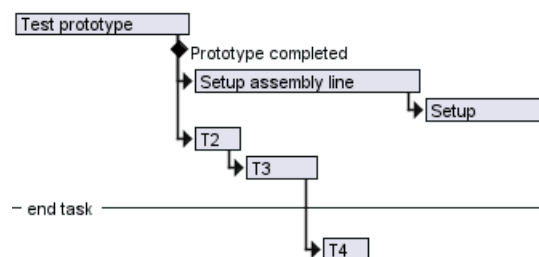 Test prototype
Prototype completed
Setup assembly line
Setup
T2
T3
end task
T4